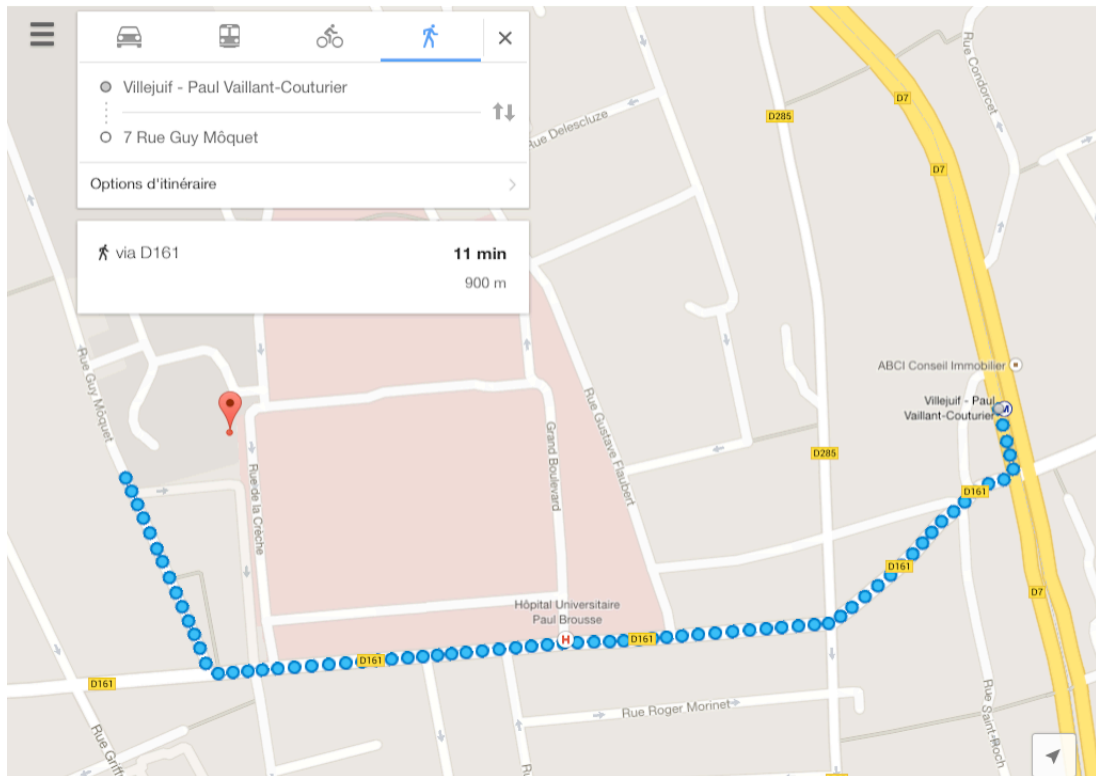 Villejuif - Paul Vaillant-Couturier
7 Rue Guy Môquet
Options d'itinéraire
via D161
11 min
900 m
Rue Condorcet
D7
D285
Rue Delescluze
D7
ABCI Conseil Immobilier
Villejuif - Paul
Vaillant-Couturier
M
Rue Guy Môquet
Rue Gustave Flaubert
Grand Boulevard
Rue de la Crèche
D285
D161
D161
D7
Hôpital Universitaire
Paul Brousse
H
D161
D161
D161
Rue Roger Morinet
Rue Saint-Roch